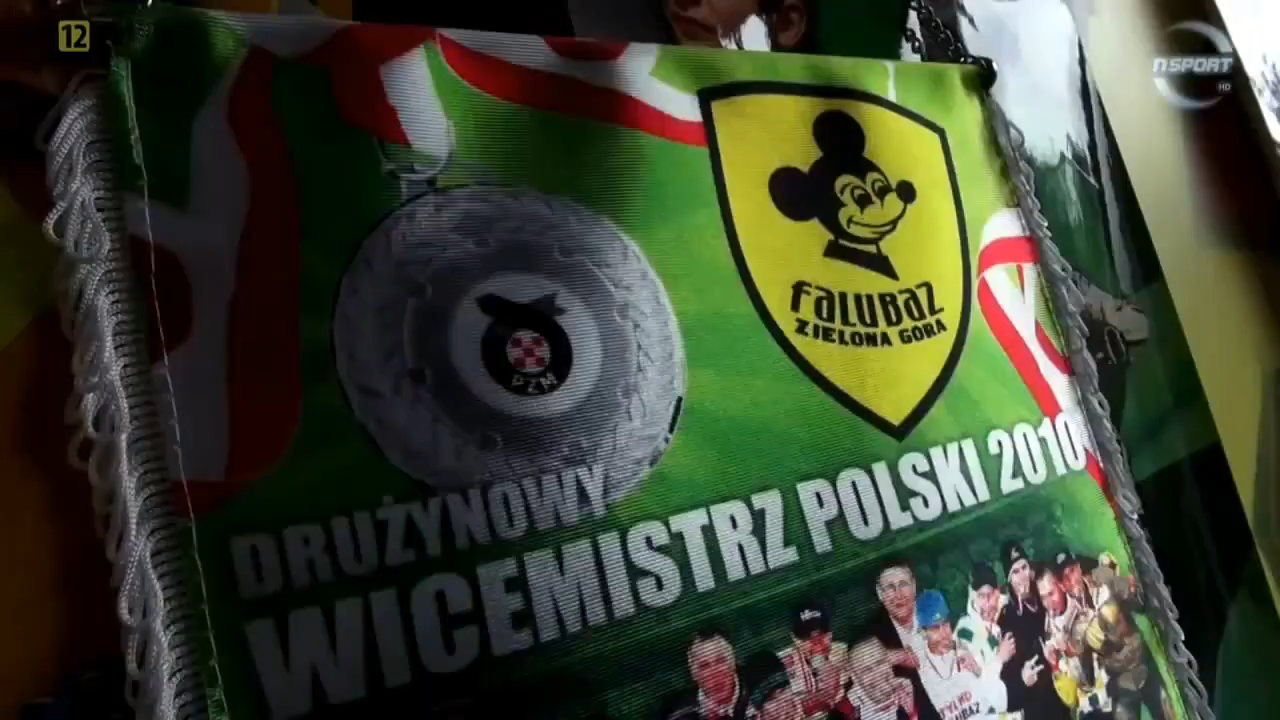 12
nSPORT
HD
FALUBAZ
ZIELONA GÓRA
PZM
DRUŻYNOWY
WICEMISTRZ POLSKI 2010